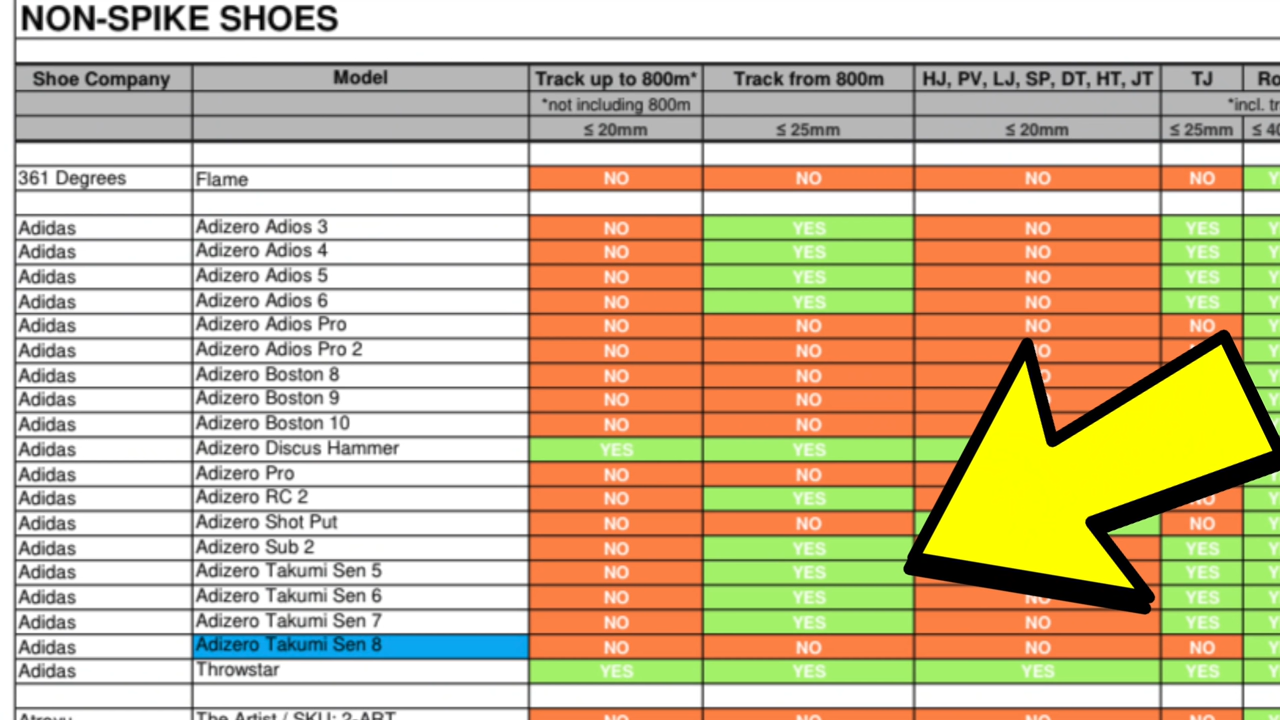 NON-SPIKE SHOES
Shoe Company Model Track up to 800m* Track from 800m HJ, PV, LJ, SP, DT, HT, JT TJ
*not including 800m *incl.
≤ 20mm ≤ 25mm ≤ 20mm ≤ 25mm
361 Degrees Flame NO NO NO NO
Adidas Adizero Adios 3 NO YES NO YES
Adidas Adizero Adios 4 NO YES NO YES
Adidas Adizero Adios 5 NO YES NO YES
Adidas Adizero Adios 6 NO YES NO YES
Adidas Adizero Adios Pro NO NO NO NO
Adidas Adizero Adios Pro 2 NO NO
Adidas Adizero Boston 8 NO NO
Adidas Adizero Boston 9 NO NO
Adidas Adizero Boston 10 NO NO
Adidas Adizero Discus Hammer YES YES
Adidas Adizero Pro NO NO
Adidas Adizero RC 2 NO YES
Adidas Adizero Shot Put NO NO NO
Adidas Adizero Sub 2 NO YES YES
Adidas Adizero Takumi Sen 5 NO YES YES
Adidas Adizero Takumi Sen 6 NO YES NO YES
Adidas Adizero Takumi Sen 7 NO YES NO YES
Adidas Adizero Takumi Sen 8 NO NO NO NO
Adidas Throwstar YES YES YES YES